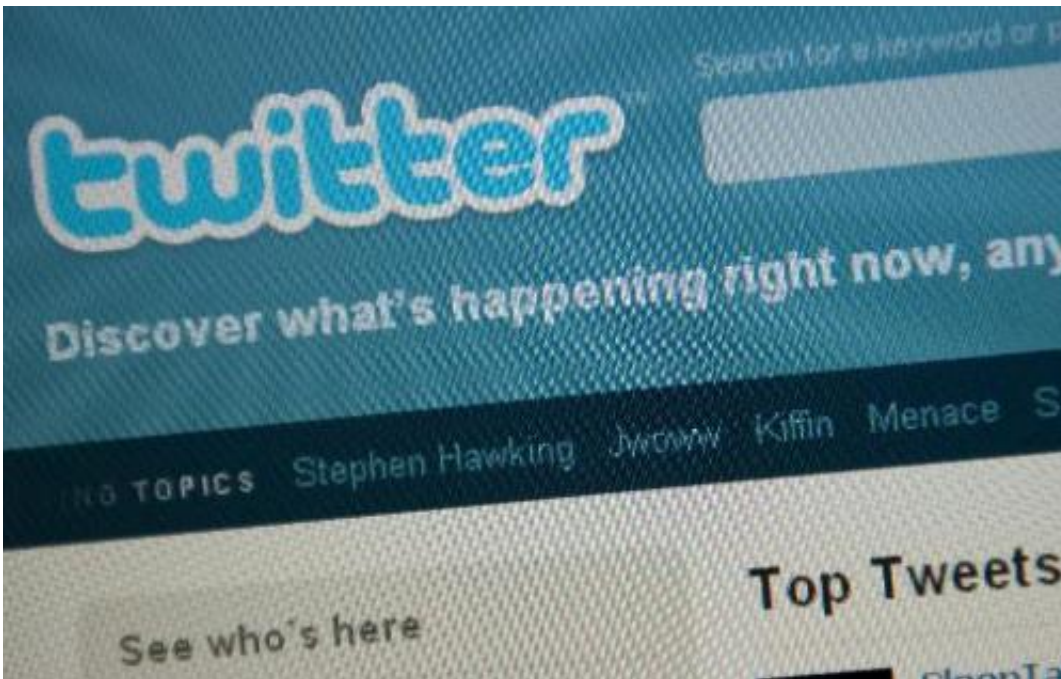 Search for a keyword or
twitter
Discover what's happening right now, any
TOPICS Stephen Hawking Jwoww Kiffin Menace S
Top Tweets
See who's here